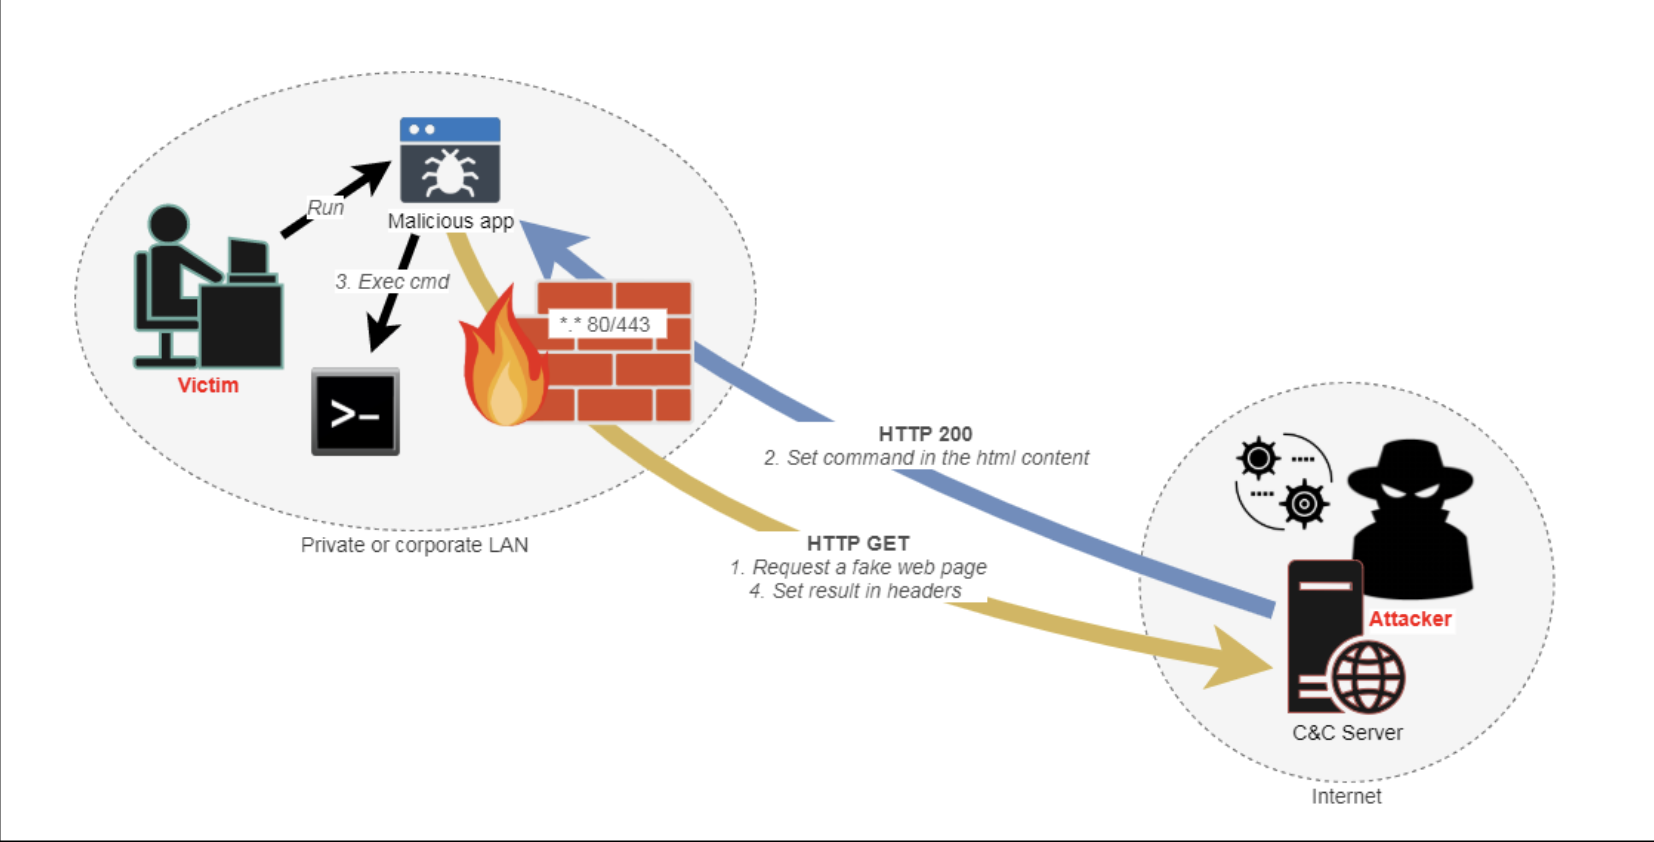 Run
Malicious app
3. Exec cmd
*.* 80/443
Victim
>-
HTTP 200
2. Set command in the html content
Private or corporate LAN
HTTP GET
1. Request a fake web page
4. Set result in headers
Attacker
C&C Server
Internet